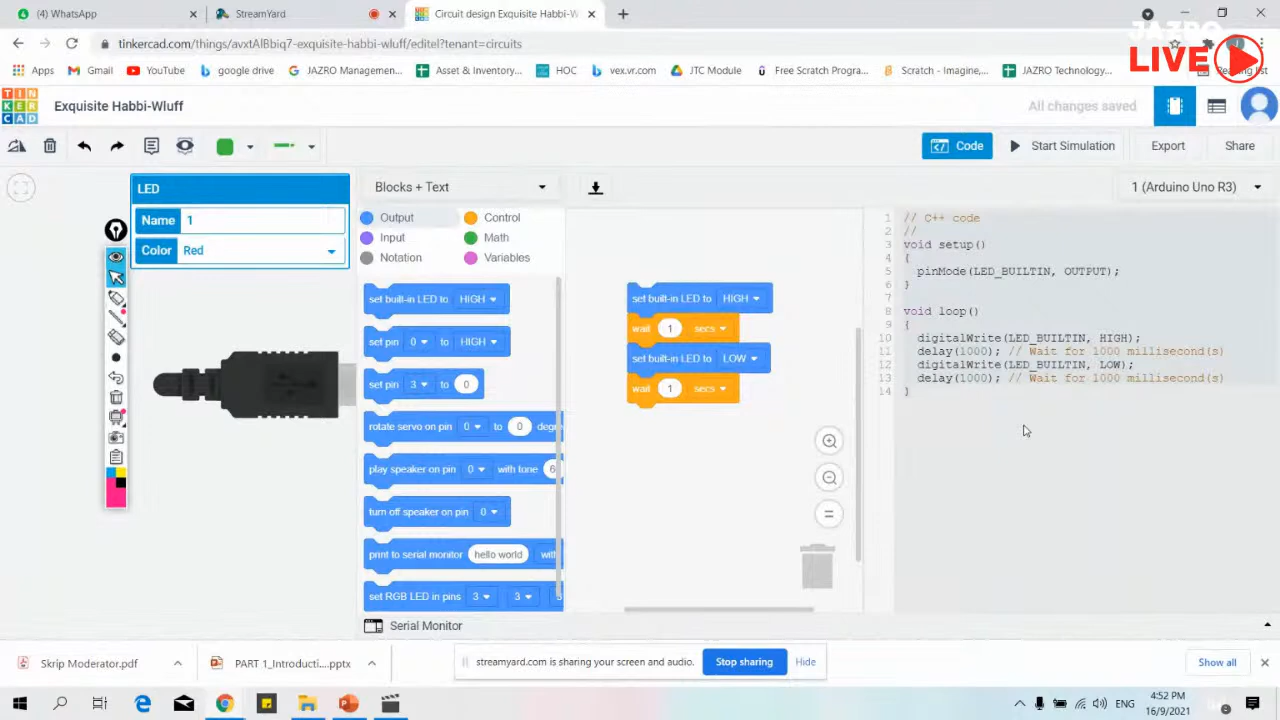 (4) WhatsApp
StreamYard
Circuit design Exquisite Habbi-W
tinkercad.com/things/avxtAlBbiq7-exquisite-habbi-wluff/editel?tenant=circuits
JAZRO
LIVE
Apps
Gmail
YouTube
google drive
JAZRO Managemen...
Asset & Inventory...
HOC
vex.vr.com
JTC Module
Free Scratch Progra...
Scratch - Imagine,...
JAZRO Technology...
Reading list
TINKERCAD
Exquisite Habbi-Wluff
All changes saved
Code
Start Simulation
Export
Share
LED
Name 1
Color Red
Blocks + Text
1 (Arduino Uno R3)
Output
Control
Input
Math
Notation
Variables
set built-in LED to HIGH
set pin 0 to HIGH
set pin 3 to 0
rotate servo on pin 0 to 0 degre
play speaker on pin 0 with tone 6
turn off speaker on pin 0
print to serial monitor hello world with
set RGB LED in pins 3 3
set built-in LED to HIGH
wait 1 secs
set built-in LED to LOW
wait 1 secs
1 // C++ code
2 //
3 void setup()
4 {
5 pinMode(LED_BUILTIN, OUTPUT);
6 }
7
8 void loop()
9 {
10 digitalWrite(LED_BUILTIN, HIGH);
11 delay(1000); // Wait for 1000 millisecond(s)
12 digitalWrite(LED_BUILTIN, LOW);
13 delay(1000); // Wait for 1000 millisecond(s)
14 }
Serial Monitor
Skrip Moderator.pdf
PART 1_Introducti....pptx
streamyard.com is sharing your screen and audio.
Stop sharing
Hide
Show all
ENG
4:52 PM
16/9/2021